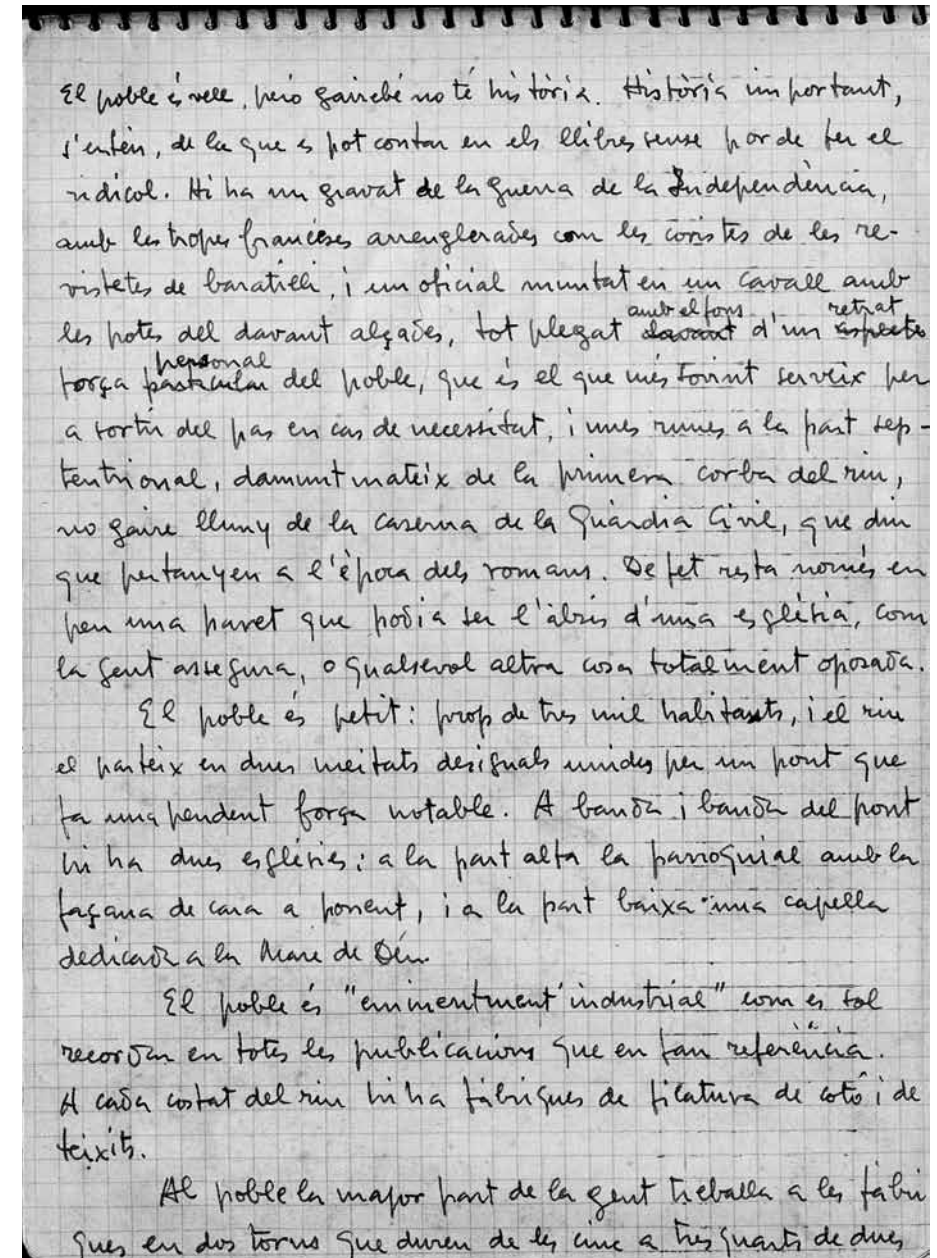 El poble és vell, però gairebé no té història. Història important,
s'entén, de la que es pot contar en els llibres sense por de fer el
ridícol. Hi ha un gravat de la guerra de la Independència,
amb les tropes franceses arrenglerades com les coristes de les re-
vistetes de baratillo, i un oficial muntat en un cavall amb
les potes del davant alçades, tot plegat davant amb el fons d'un aspecte retrat
força particular personal del poble, que és el que més sovint serveix per
a sortir del pas en cas de necessitat, i unes runes a la part sep-
tentrional, damunt mateix de la primera corba del riu,
no gaire lluny de la caserna de la Guàrdia Civil, que diu
que pertanyen a l'època dels romans. De fet resta només en
peu una paret que podia ser l'absis d'una església, com
la gent assegura, o qualsevol altra cosa totalment oposada.
El poble és petit: prop de tres mil habitants, i el riu
el parteix en dues meitats desiguals unides per un pont que
fa una pendent força notable. A banda i banda del pont
hi ha dues esglésies: a la part alta la parroquial amb la
façana de cara a ponent, i a la part baixa una capella
dedicada a la Mare de Déu.
El poble és "eminentment industrial" com es sol
recordar en totes les publicacions que en fan referència.
A cada costat del riu hi ha fàbriques de filatura de cotó i de
teixits.
Al poble la major part de la gent treballa a les fàbri
ques en dos torns que duren de les cinc a tres quarts de dues